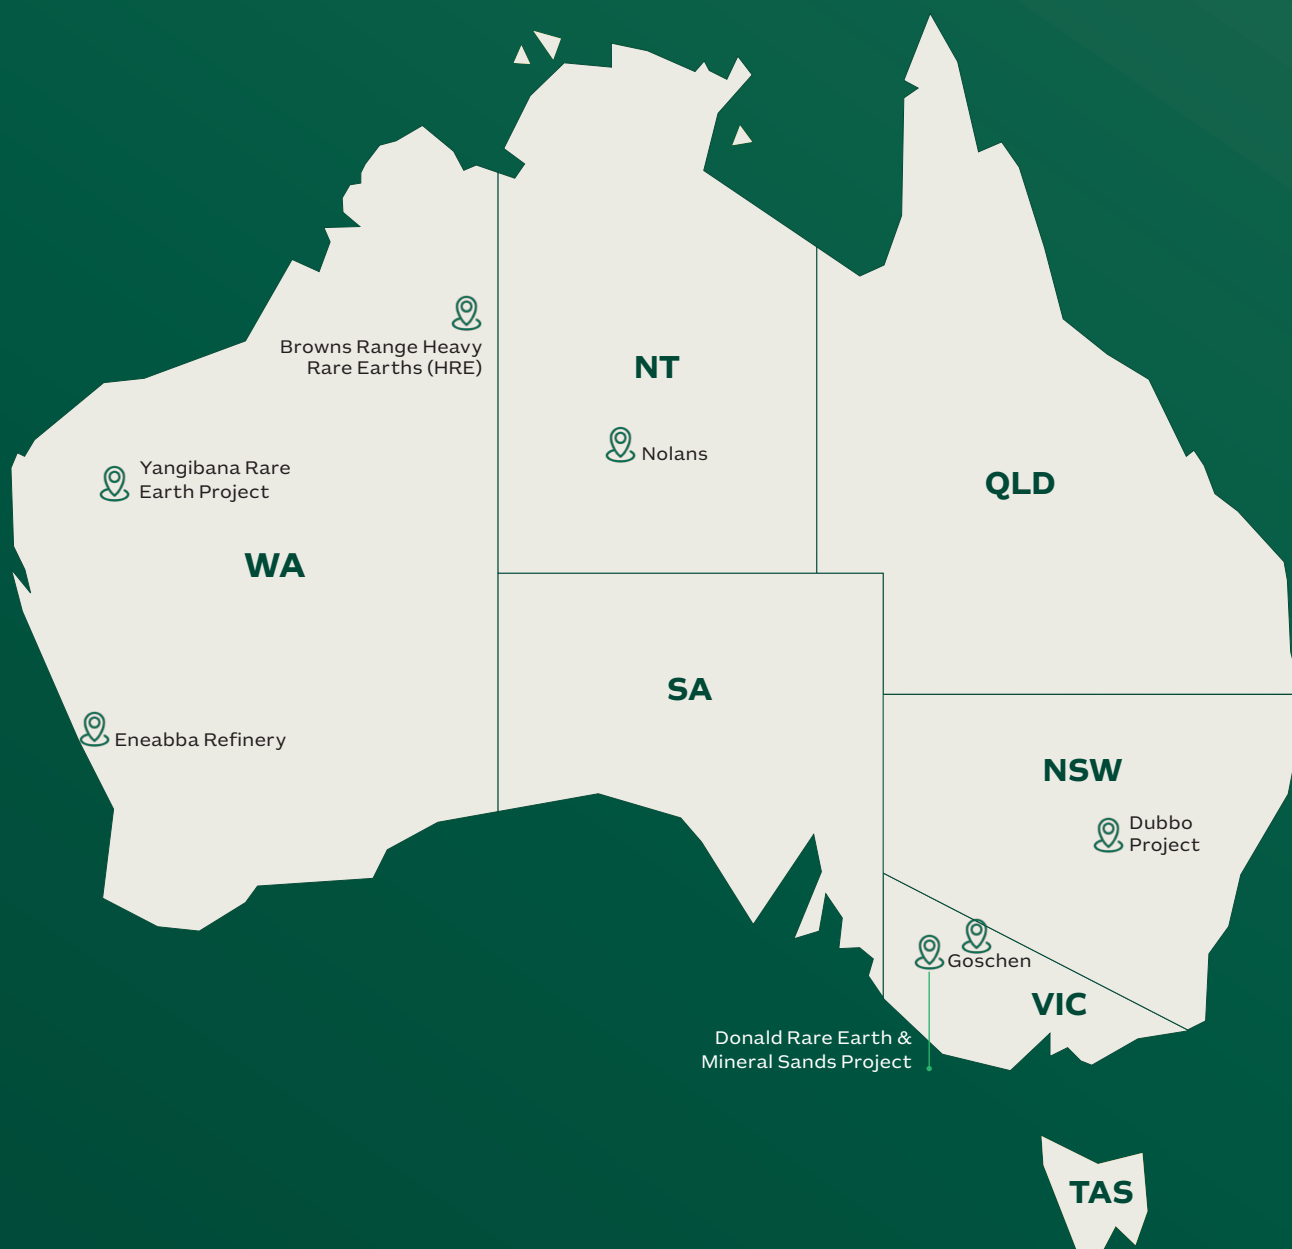 Browns Range Heavy
Rare Earths (HRE)
NT
Nolans
Yangibana Rare
Earth Project
QLD
WA
SA
Eneabba Refinery
NSW
Dubbo
Project
Goschen
VIC
Donald Rare Earth &
Mineral Sands Project
TAS